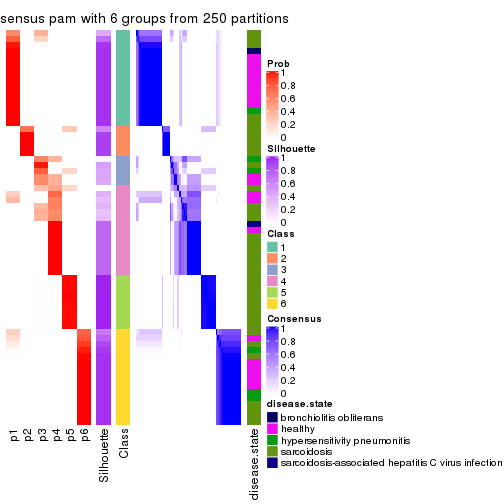 sensus pam with 6 groups from 250 partitions
Prob
1
0.8
0.6
0.4
0.2
0
Silhouette
1
0.8
0.6
0.4
0.2
0
Class
1
2
3
4
5
6
Consensus
1
0.8
0.6
0.4
0.2
0
disease.state
bronchiolitis obliterans
healthy
hypersensitivity pneumonitis
sarcoidosis
sarcoidosis-associated hepatitis C virus infection
p1
p2
p3
p4
p5
p6
Silhouette
Class
disease.state